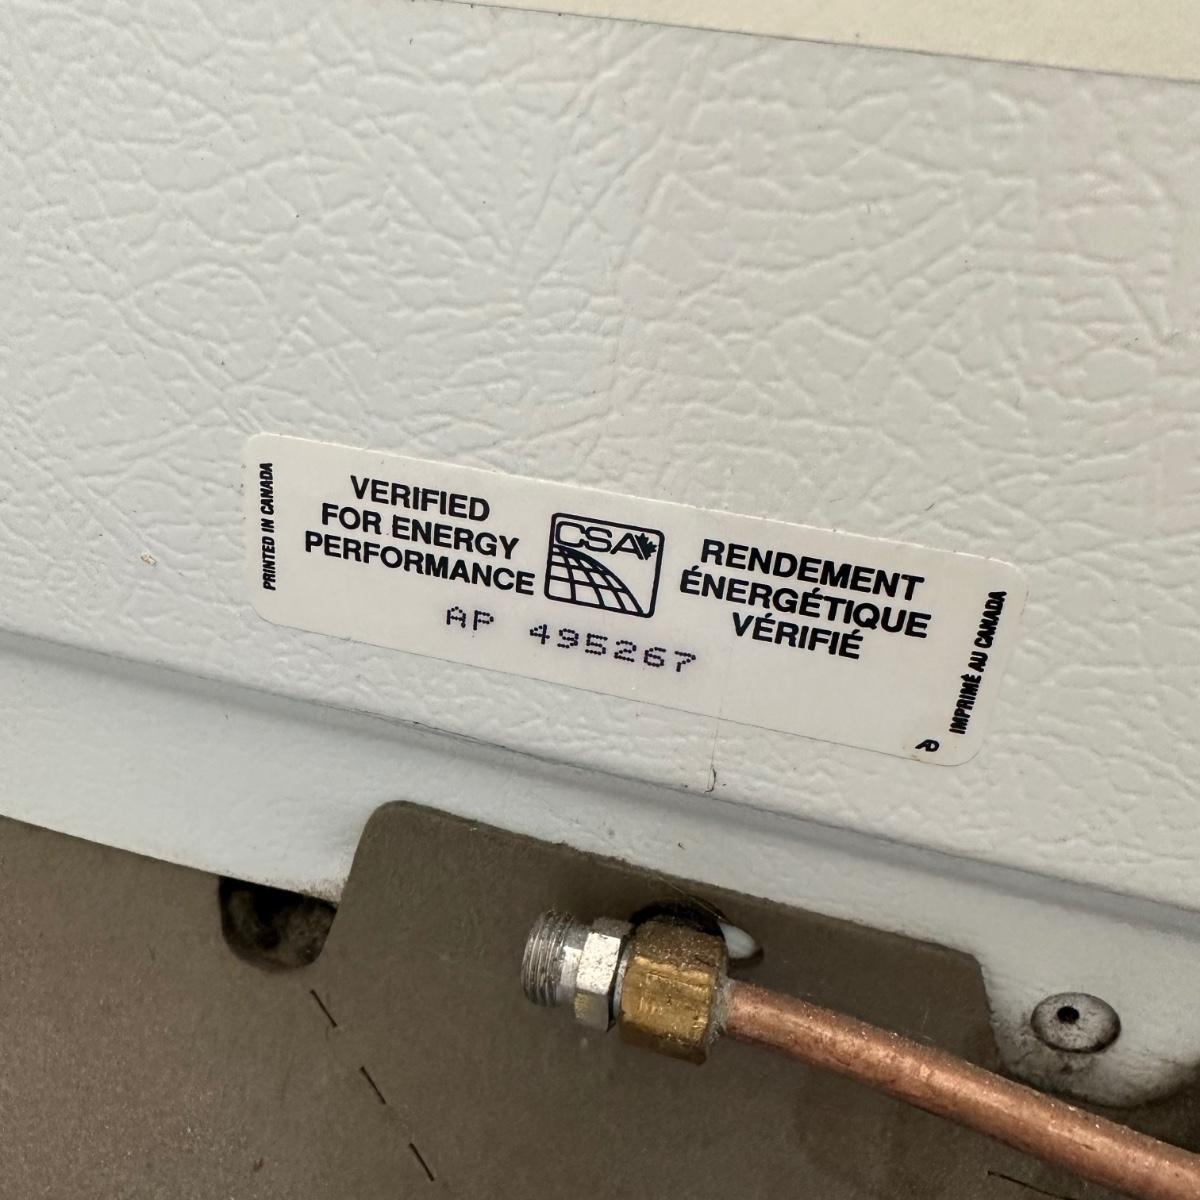 PRINTED IN CANADA
VERIFIED
FOR ENERGY
PERFORMANCE
CSA
RENDEMENT
ÉNERGÉTIQUE
VÉRIFIÉ
AP 495267
IMPRIMÉ AU CANADA